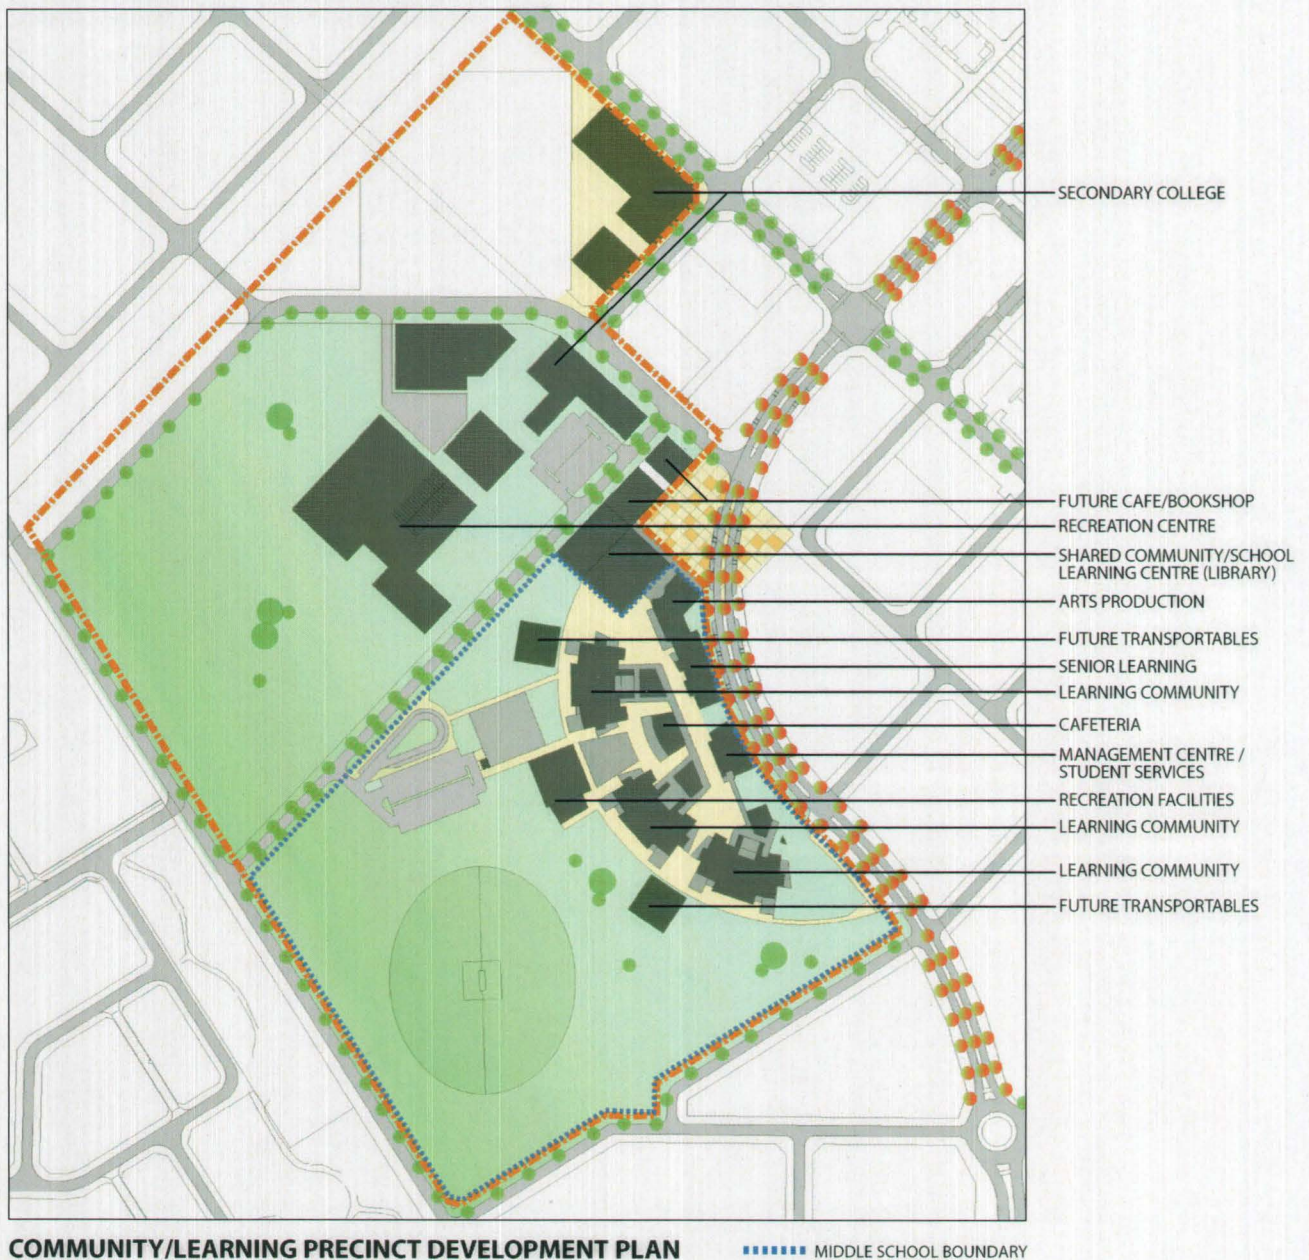 SECONDARY COLLEGE
FUTURE CAFE/BOOKSHOP
RECREATION CENTRE
SHARED COMMUNITY/SCHOOL
LEARNING CENTRE (LIBRARY)
ARTS PRODUCTION
FUTURE TRANSPORTABLES
SENIOR LEARNING
LEARNING COMMUNITY
CAFETERIA
MANAGEMENT CENTRE /
STUDENT SERVICES
RECREATION FACILITIES
LEARNING COMMUNITY
LEARNING COMMUNITY
FUTURE TRANSPORTABLES
COMMUNITY/LEARNING PRECINCT DEVELOPMENT PLAN
MIDDLE SCHOOL BOUNDARY